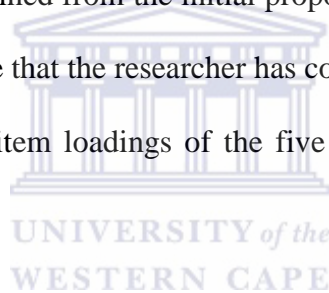 ined from the initial propo
e that the researcher has co
item loadings of the five
UNIVERSITY of the
WESTERN CAPE